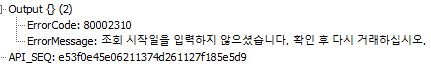 Output {} (2)
ErrorCode: 80002310
ErrorMessage: 조회 시작일을 입력하지 않으셨습니다. 확인 후 다시 거래하십시오.
API_SEQ: e53f0e45e06211374d261127f185e5d9